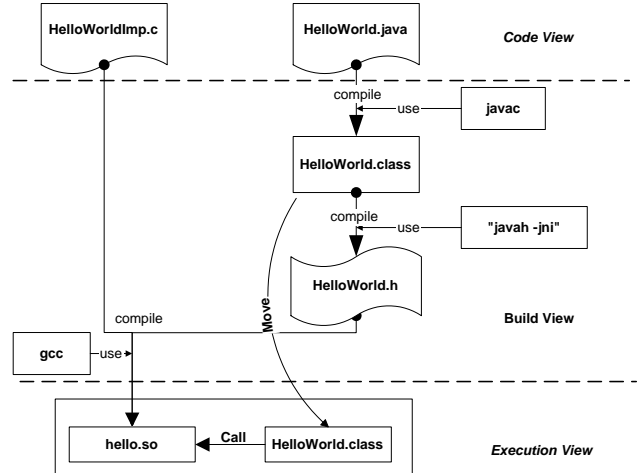 HelloWorldImp.c
HelloWorld.java
Code View
compile
use
javac
HelloWorld.class
compile
use
"javah -jni"
HelloWorld.h
Move
compile
Build View
gcc
use
hello.so
Call
HelloWorld.class
Execution View